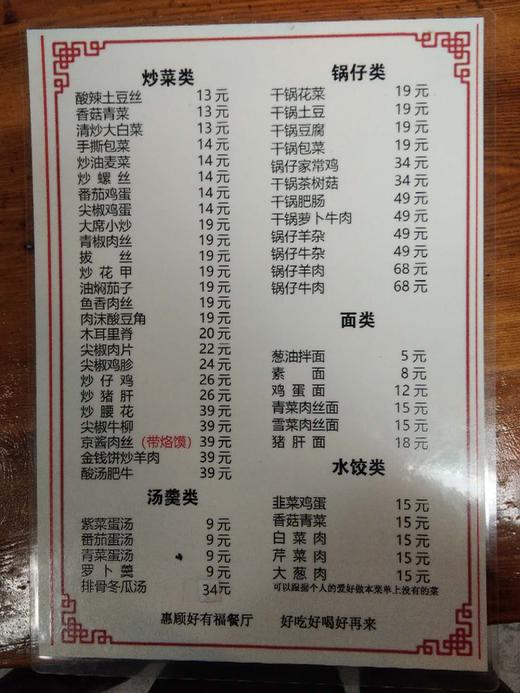 炒菜类
酸辣土豆丝 13元
香菇青菜 13元
清炒大白菜 13元
手撕包菜 14元
炒油麦菜 14元
炒螺丝 14元
番茄鸡蛋 14元
尖椒鸡蛋 14元
大席小炒 19元
青椒肉丝 19元
拔丝 19元
炒花甲 19元
油焖茄子 19元
鱼香肉丝 19元
肉沫酸豆角 19元
木耳里脊 20元
尖椒肉片 22元
尖椒鸡胗 24元
炒仔鸡 26元
炒猪肝 26元
炒腰花 39元
尖椒牛柳 39元
京酱肉丝（带烙馍） 39元
金钱饼炒羊肉 39元
酸汤肥牛 39元
汤羹类
紫菜蛋汤 9元
番茄蛋汤 9元
青菜蛋汤 9元
罗卜羹 9元
排骨冬瓜汤 34元
锅仔类
干锅花菜 19元
干锅土豆 19元
干锅豆腐 19元
干锅包菜 19元
锅仔家常鸡 34元
干锅茶树菇 34元
干锅肥肠 49元
干锅萝卜牛肉 49元
锅仔羊杂 49元
锅仔牛杂 49元
锅仔羊肉 68元
锅仔牛肉 68元
面类
葱油拌面 5元
素面 8元
鸡蛋面 12元
青菜肉丝面 15元
雪菜肉丝面 15元
猪肝面 18元
水饺类
韭菜鸡蛋 15元
香菇青菜 15元
白菜肉 15元
芹菜肉 15元
大葱肉 15元
可以跟据个人的爱好做本菜单上没有的菜
惠顾好有福餐厅 好吃好喝好再来